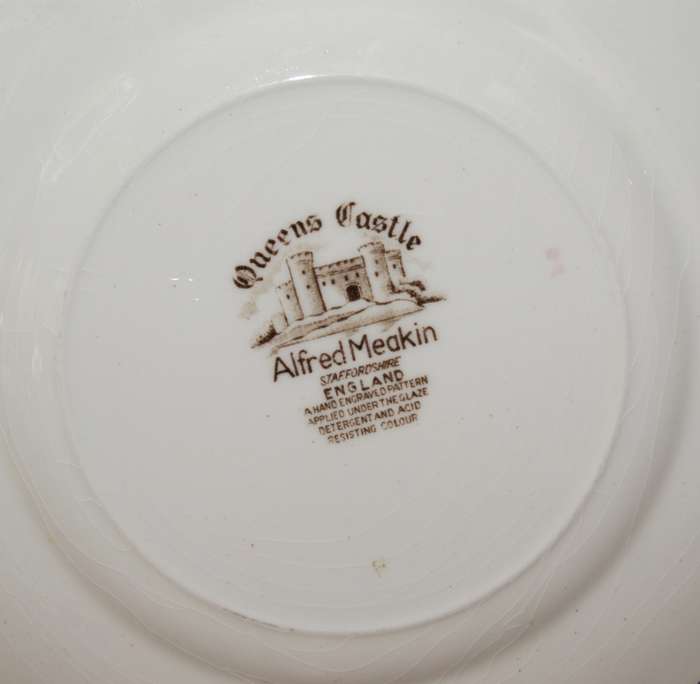 Queens Castle
Alfred Meakin
STAFFORDSHIRE
ENGLAND
A HAND ENGRAVED PATTERN
APPLIED UNDER THE GLAZE
DETERGENT AND ACID
RESISTING COLOUR